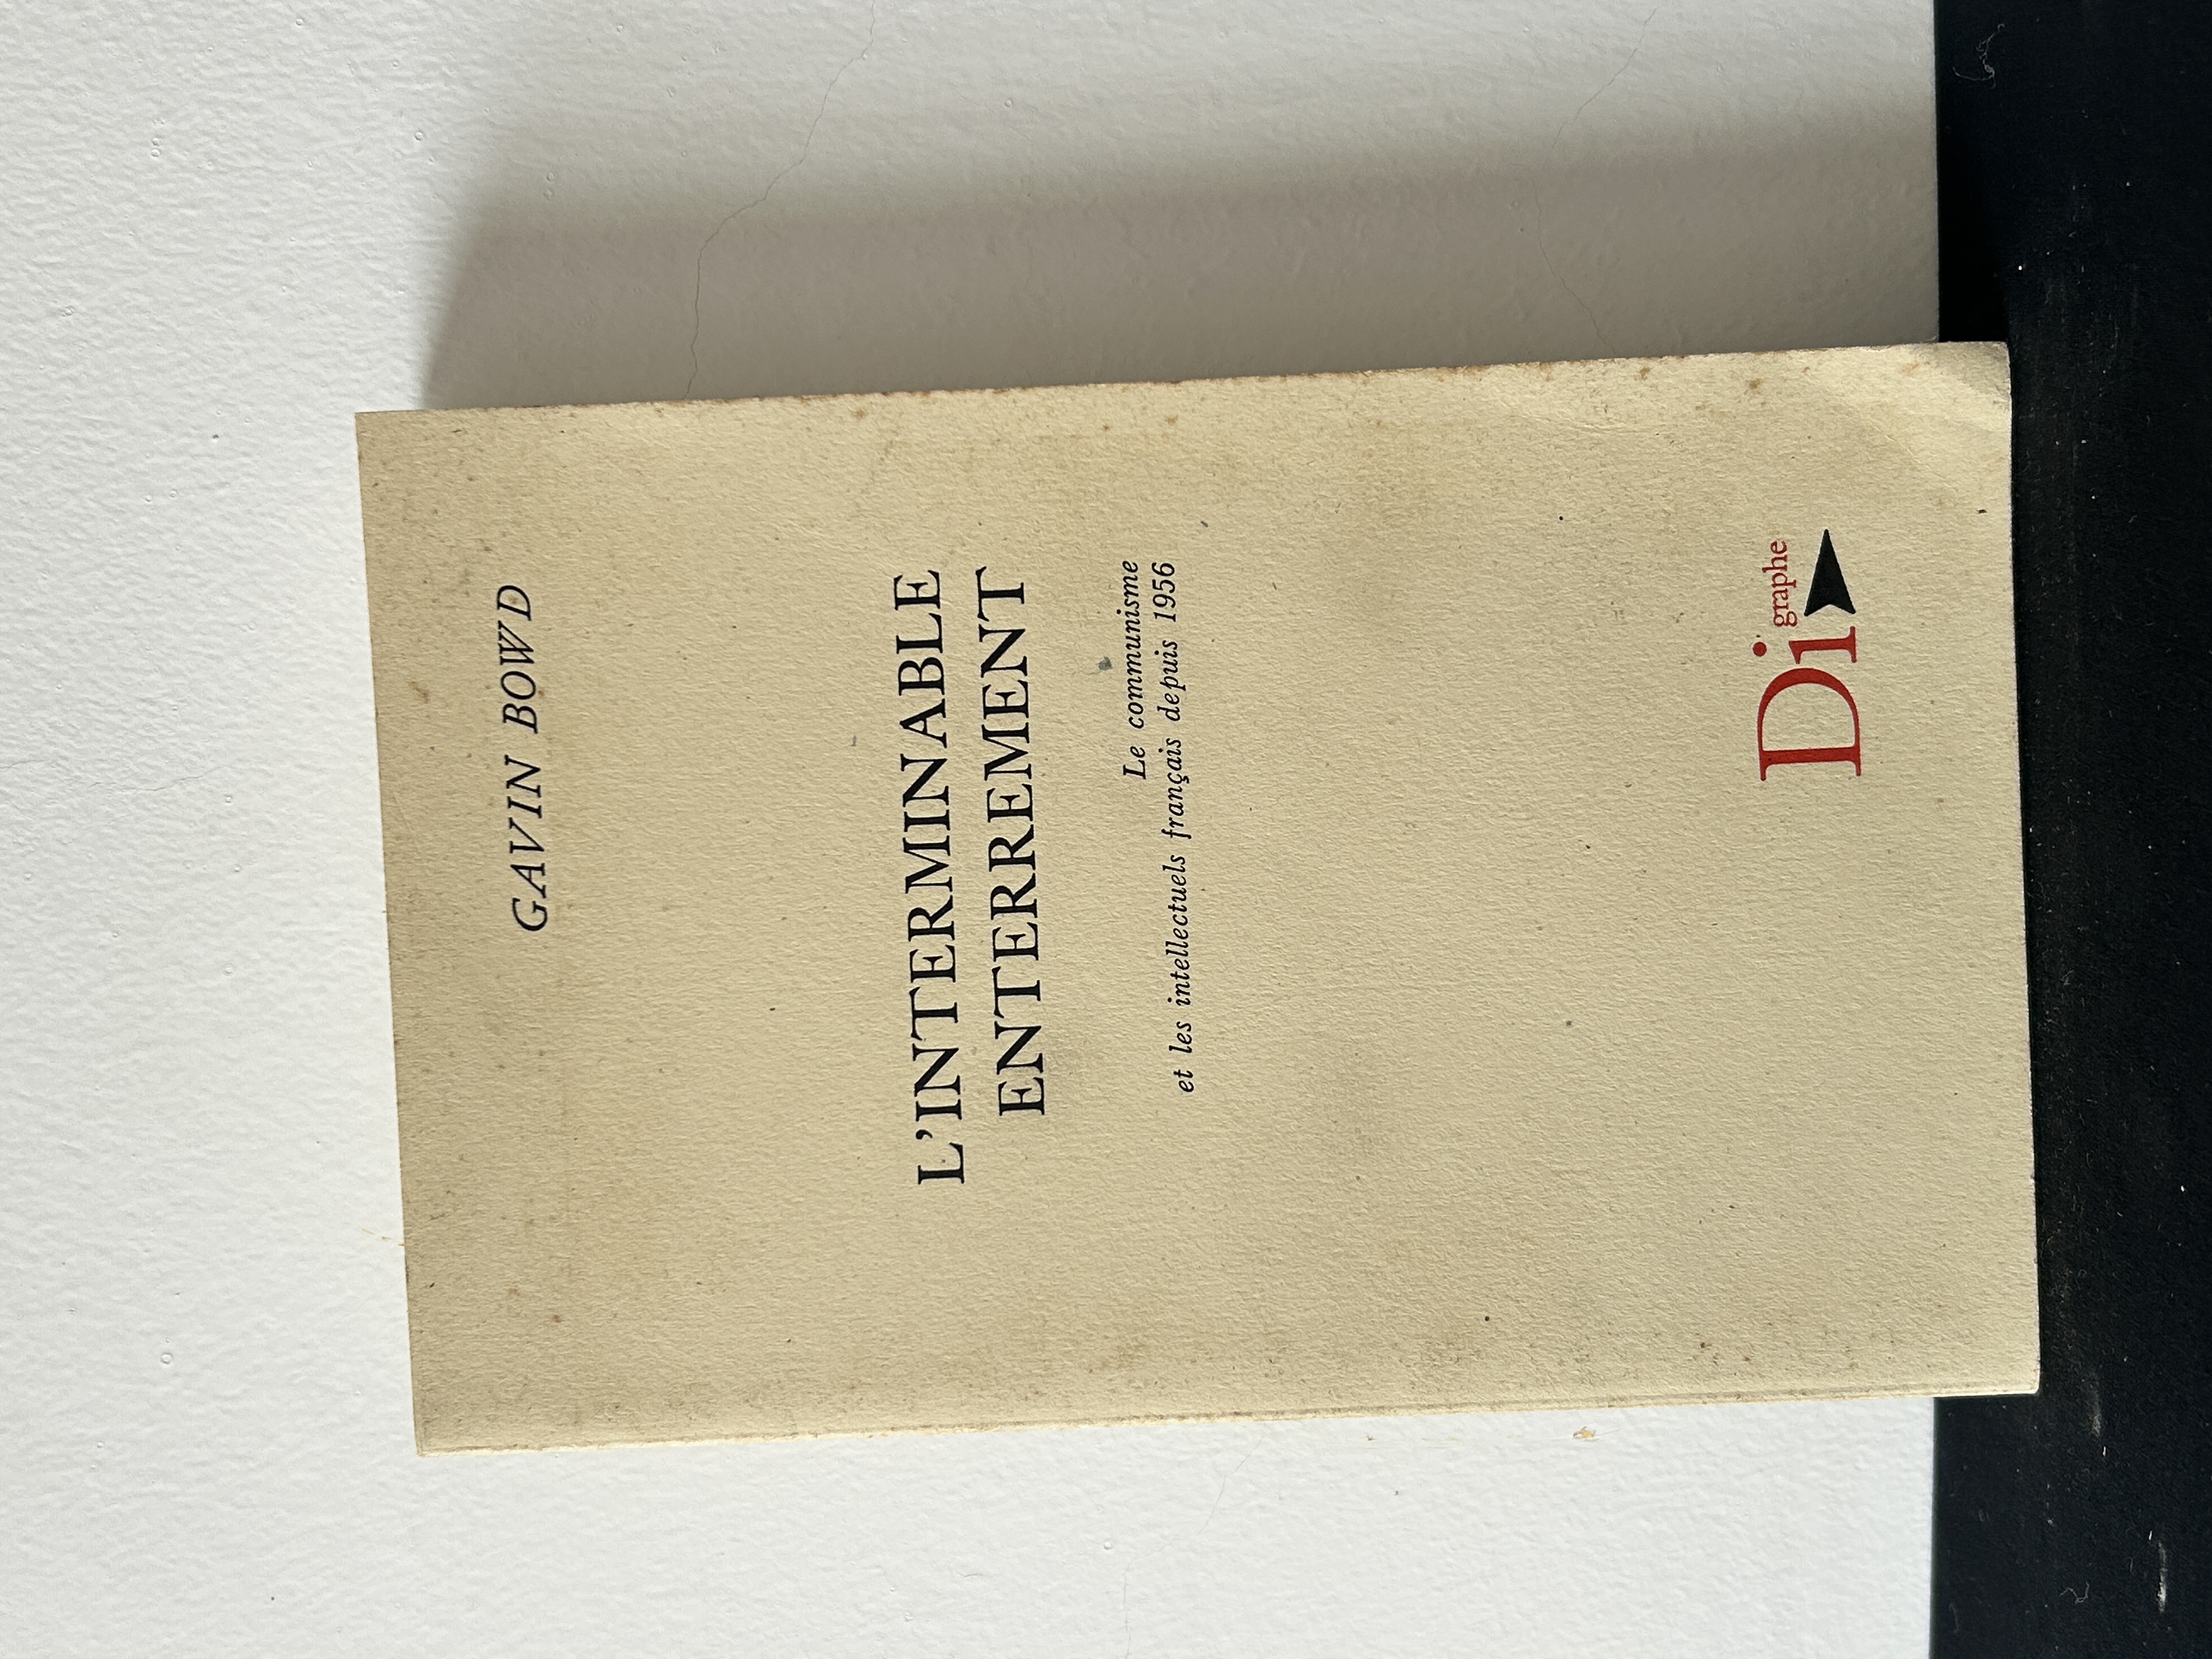 GAVIN BOWD
L'INTERMINABLE
ENTERREMENT
Le communisme
et les intellectuels français depuis 1956
Digraphe